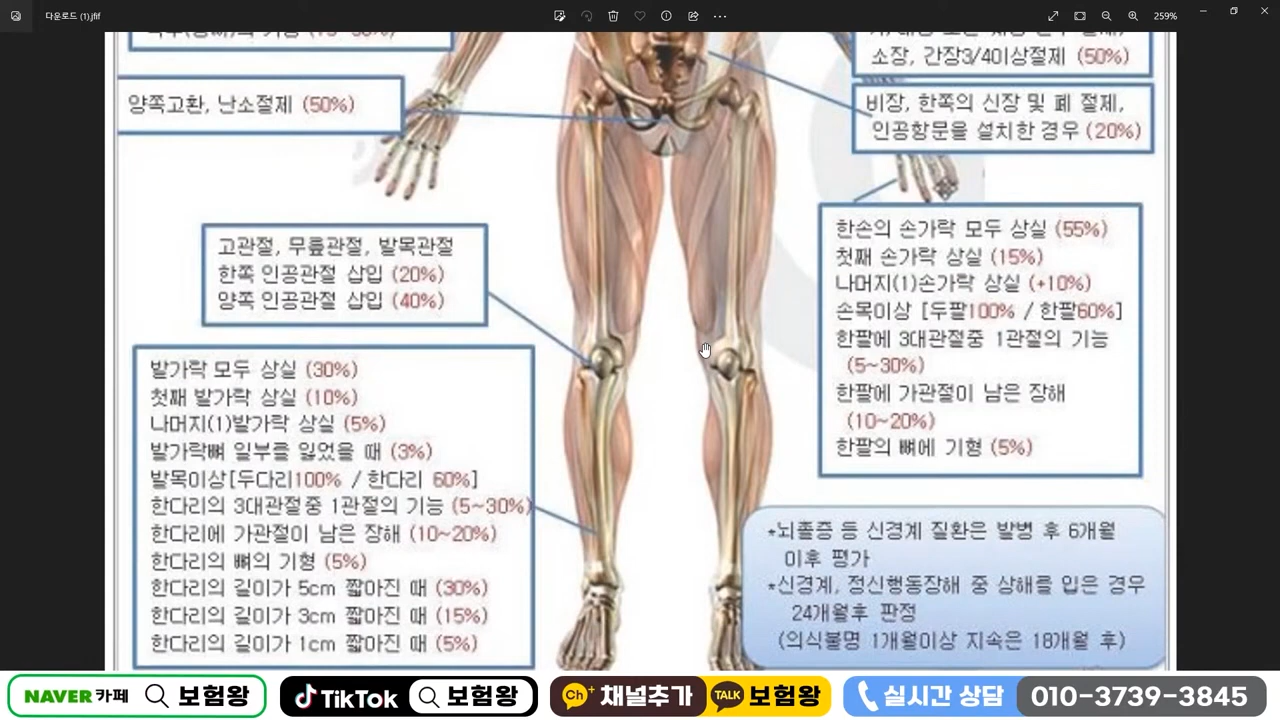 다운로드 (1).jfif
259%
소장, 간장3/4이상절제 (50%)
양쪽고환, 난소절제 (50%)
비장, 한쪽의 신장 및 폐 절제,
인공항문을 설치한 경우 (20%)
고관절, 무릎관절, 발목관절
한쪽 인공관절 삽입 (20%)
양쪽 인공관절 삽입 (40%)
한손의 손가락 모두 상실 (55%)
첫째 손가락 상실 (15%)
나머지(1)손가락 상실 (+10%)
손목이상 [두팔100% / 한팔60%]
한팔에 3대관절중 1관절의 기능
(5~30%)
한팔에 가관절이 남은 장해
(10~20%)
한팔의 뼈에 기형 (5%)
발가락 모두 상실 (30%)
첫째 발가락 상실 (10%)
나머지(1)발가락 상실 (5%)
발가락뼈 일부를 잃었을 때 (3%)
발목이상[두다리100% / 한다리 60%]
한다리의 3대관절중 1관절의 기능 (5~30%)
한다리에 가관절이 남은 장해 (10~20%)
한다리의 뼈의 기형 (5%)
한다리의 길이가 5cm 짧아진 때 (30%)
한다리의 길이가 3cm 짧아진 때 (15%)
한다리의 길이가 1cm 짧아진 때 (5%)
*뇌졸증 등 신경계 질환은 발병 후 6개월
이후 평가
*신경계, 정신행동장해 중 상해를 입은 경우
24개월후 판정
(의식불명 1개월이상 지속은 18개월 후)
NAVER 카페 보험왕
TikTok 보험왕
Ch+ 채널추가 TALK 보험왕
실시간 상담 010-3739-3845